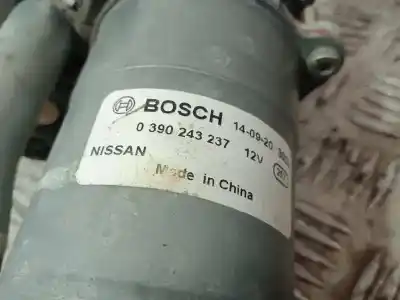 BOSCH 14-09-20
0 390 243 237 12V
NISSAN
Made in China